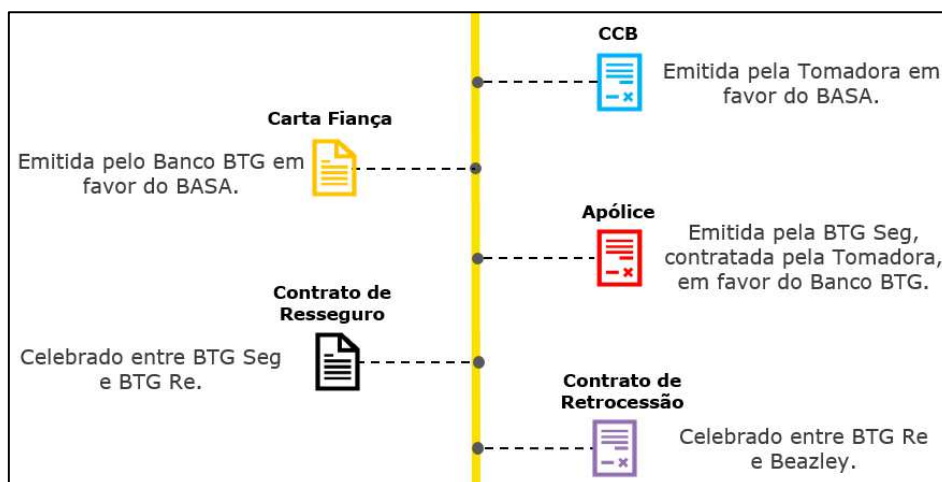 CCB
Emitida pela Tomadora em
favor do BASA.
Carta Fiança
Emitida pelo Banco BTG em
favor do BASA.
Apólice
Emitida pela BTG Seg,
contratada pela Tomadora,
em favor do Banco BTG.
Contrato de
Resseguro
Celebrado entre BTG Seg
e BTG Re.
Contrato de
Retrocessão
Celebrado entre BTG Re
e Beazley.